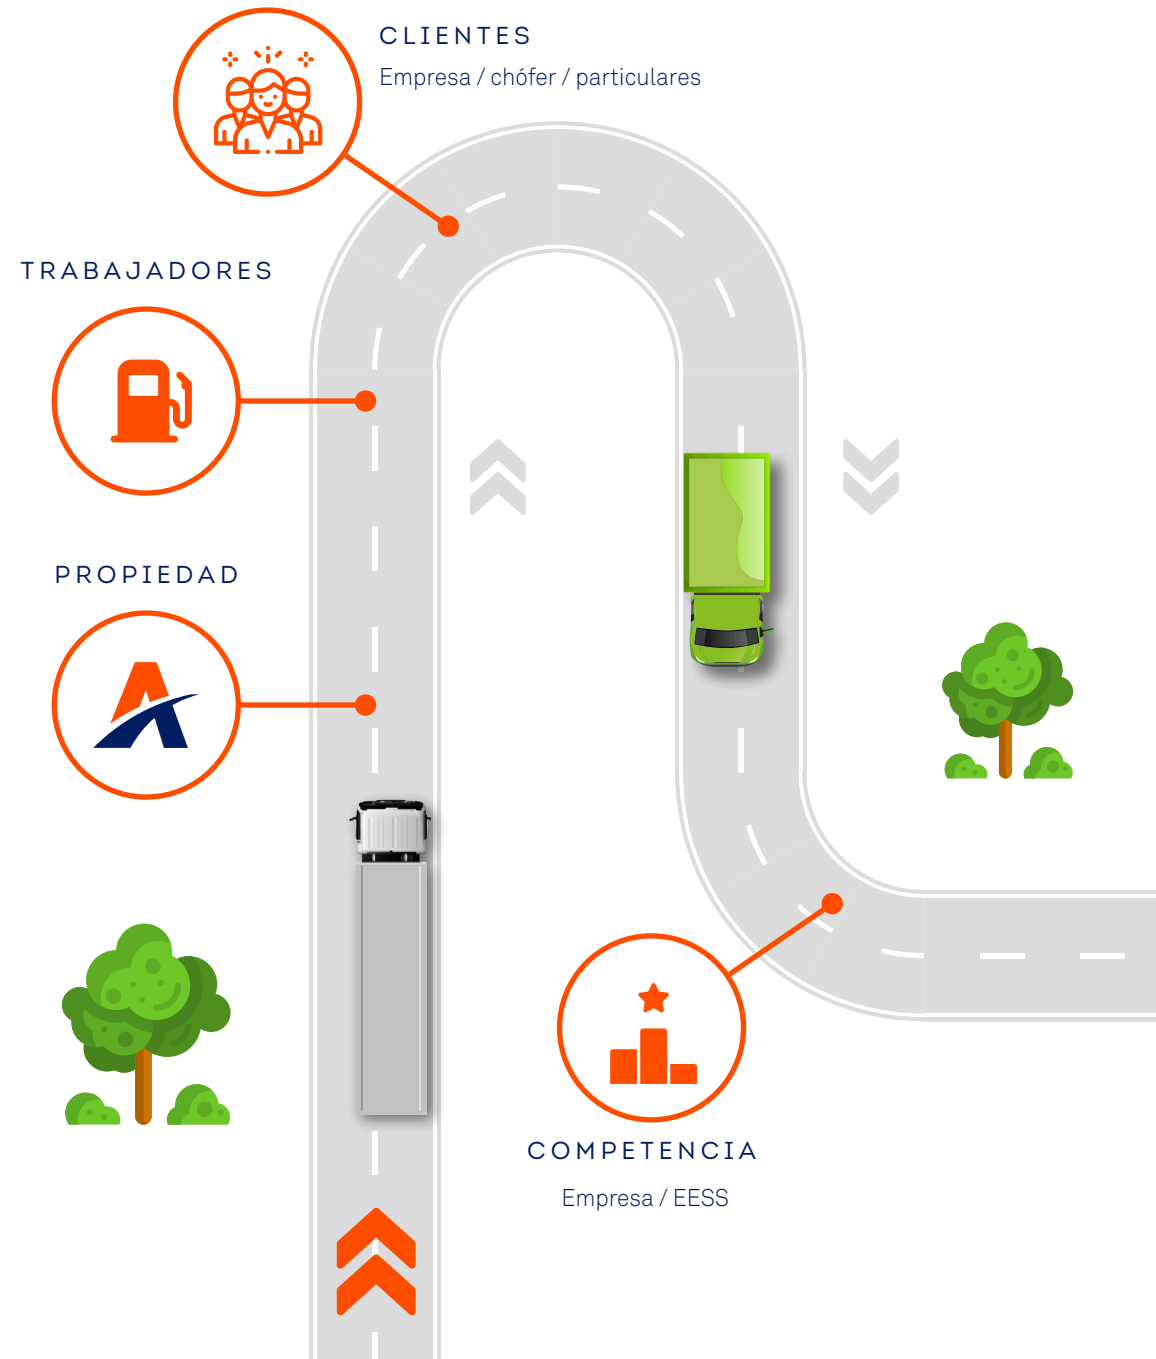 CLIENTES
Empresa / chófer / particulares
TRABAJADORES
PROPIEDAD
COMPETENCIA
Empresa / EESS